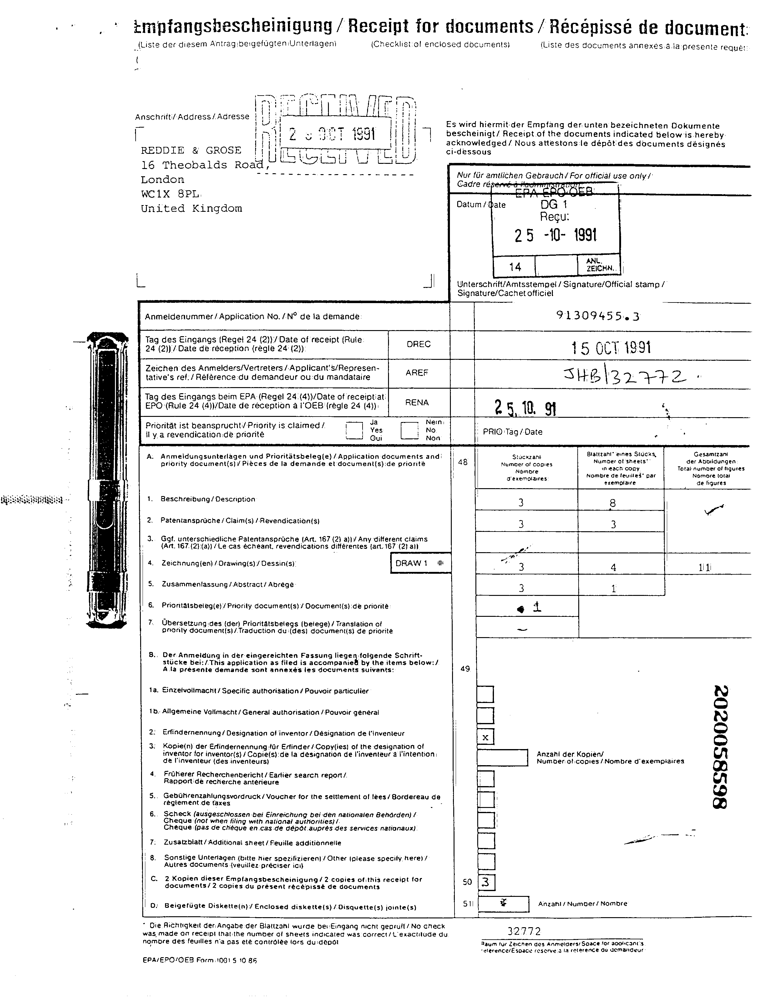 Empfangsbescheinigung / Receipt for documents / Récépissé de document
(Liste der diesem Antrag beigefügten Unterlagen) (Checklist of enclosed documents) (Liste des documents annexés à la présente requêt
Anschrift / Address / Adresse
RECEIVED
25 OCT 1991
RECEIVED
REDDIE & GROSE
16 Theobalds Road,
London
WC1X 8PL
United Kingdom
Es wird hiermit der Empfang der unten bezeichneten Dokumente
bescheinigt / Receipt of the documents indicated below is hereby
acknowledged / Nous attestons le dépôt des documents désignés
ci-dessous
Nur für amtlichen Gebrauch / For official use only /
Cadre réservé à l'administration
EPA-EPO-OEB
Datum / Date
DG 1
Reçu:
25 -10- 1991
14
ANL.
ZEICHN.
Unterschrift/Amtsstempel / Signature/Official stamp /
Signature/Cachet officiel
Anmeldenummer / Application No. / N° de la demande 91309455.3
Tag des Eingangs (Regel 24 (2)) / Date of receipt (Rule
24 (2)) / Date de réception (règle 24 (2)) DREC 15 OCT 1991
Zeichen des Anmelders/Vertreters / Applicant's/Represen-
tative's ref. / Référence du demandeur ou du mandataire AREF JHB/32772
Tag des Eingangs beim EPA (Regel 24 (4)) / Date of receipt at
EPO (Rule 24 (4)) / Date de réception à l'OEB (règle 24 (4)) RENA 25.10.91
Priorität ist beansprucht / Priority is claimed /
Il y a revendication de priorité
Ja
Yes
Oui
Nein
No
Non
PRIO Tag / Date
A. Anmeldungsunterlagen und Prioritätsbeleg(e) / Application documents and
priority document(s) / Pièces de la demande et document(s) de priorité
48
Stückzahl
Number of copies
Nombre
d'exemplaires
Blattzahl* eines Stücks,
Number of sheets*
in each copy
Nombre de feuilles* par
exemplaire
Gesamtzahl
der Abbildungen
Total number of figures
Nombre total
de figures
1. Beschreibung / Description 3 8
2. Patentansprüche / Claim(s) / Revendication(s) 3 3
3. Ggf. unterschiedliche Patentansprüche (Art. 167 (2) a)) / Any different claims
(Art. 167 (2) (a)) / Le cas échéant, revendications différentes (art. 167 (2) a))
4. Zeichnung(en) / Drawing(s) / Dessin(s) DRAW 1 3 4 11
5. Zusammenfassung / Abstract / Abrégé 3 1
6. Prioritätsbeleg(e) / Priority document(s) / Document(s) de priorité 1
7. Übersetzung des (der) Prioritätsbelegs (belege) / Translation of
priority document(s) / Traduction du (des) document(s) de priorité –
B. Der Anmeldung in der eingereichten Fassung liegen folgende Schrift-
stücke bei: / This application as filed is accompanied by the items below: /
A la présente demande sont annexés les documents suivants:
49
1a. Einzelvollmacht / Specific authorisation / Pouvoir particulier
1b. Allgemeine Vollmacht / General authorisation / Pouvoir général
2. Erfindernennung / Designation of inventor / Désignation de l'inventeur x
3. Kopie(n) der Erfindernennung für Erfinder / Copy(ies) of the designation of
inventor for inventor(s) / Copie(s) de la désignation de l'inventeur à l'intention
de l'inventeur (des inventeurs)
Anzahl der Kopien/
Number of copies / Nombre d'exemplaires
4. Früherer Recherchenbericht / Earlier search report /
Rapport de recherche antérieure
5. Gebührenzahlungsvordruck / Voucher for the settlement of fees / Bordereau de
règlement de taxes
6. Scheck (ausgeschlossen bei Einreichung bei den nationalen Behörden) /
Cheque (not when filing with national authorities) /
Chèque (pas de chèque en cas de dépôt auprès des services nationaux)
7. Zusatzblatt / Additional sheet / Feuille additionnelle
8. Sonstige Unterlagen (bitte hier spezifizieren) / Other (please specify here) /
Autres documents (veuillez préciser ici)
C. 2 Kopien dieser Empfangsbescheinigung / 2 copies of this receipt for
documents / 2 copies du présent récépissé de documents
50 3
D. Beigefügte Diskette(n) / Enclosed diskette(s) / Disquette(s) jointe(s)
51 Anzahl / Number / Nombre
2020058598
* Die Richtigkeit der Angabe der Blattzahl wurde bei Eingang nicht geprüft / No check
was made on receipt that the number of sheets indicated was correct / L'exactitude du
nombre des feuilles n'a pas été contrôlée lors du dépôt
32772
Raum für Zeichen des Anmelders/Space for applicant's
reference/Espace réservé à la référence du demandeur
EPA/EPO/OEB Form 1001 5 10.86